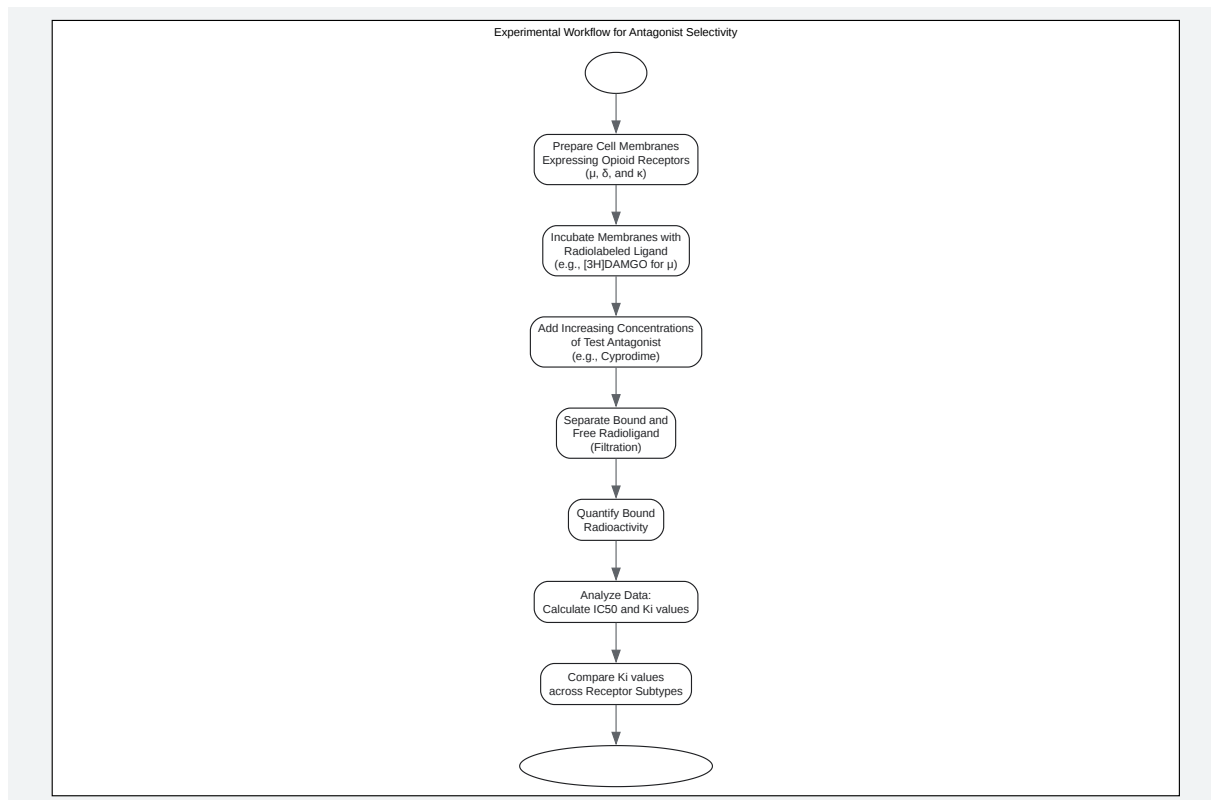 Experimental Workflow for Antagonist Selectivity
Prepare Cell Membranes
Expressing Opioid Receptors
(μ, δ, and κ)
Incubate Membranes with
Radiolabeled Ligand
(e.g., [3H]DAMGO for μ)
Add Increasing Concentrations
of Test Antagonist
(e.g., Cyprodime)
Separate Bound and
Free Radioligand
(Filtration)
Quantify Bound
Radioactivity
Analyze Data:
Calculate IC50 and Ki values
Compare Ki values
across Receptor Subtypes